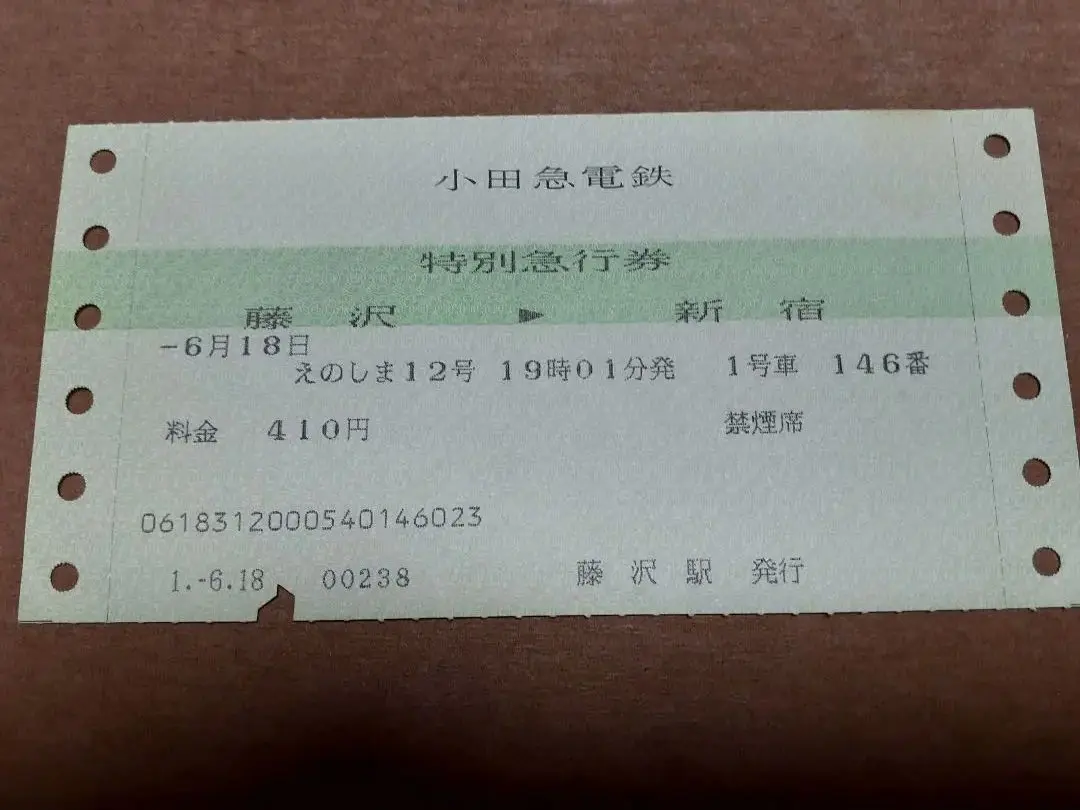 小田急電鉄
特別急行券
藤沢 ▶ 新宿
-6月18日
えのしま12号 19時01分発 1号車 146番
料金 410円 禁煙席
0618312000540146023
1.-6.18 00238 藤沢駅 発行